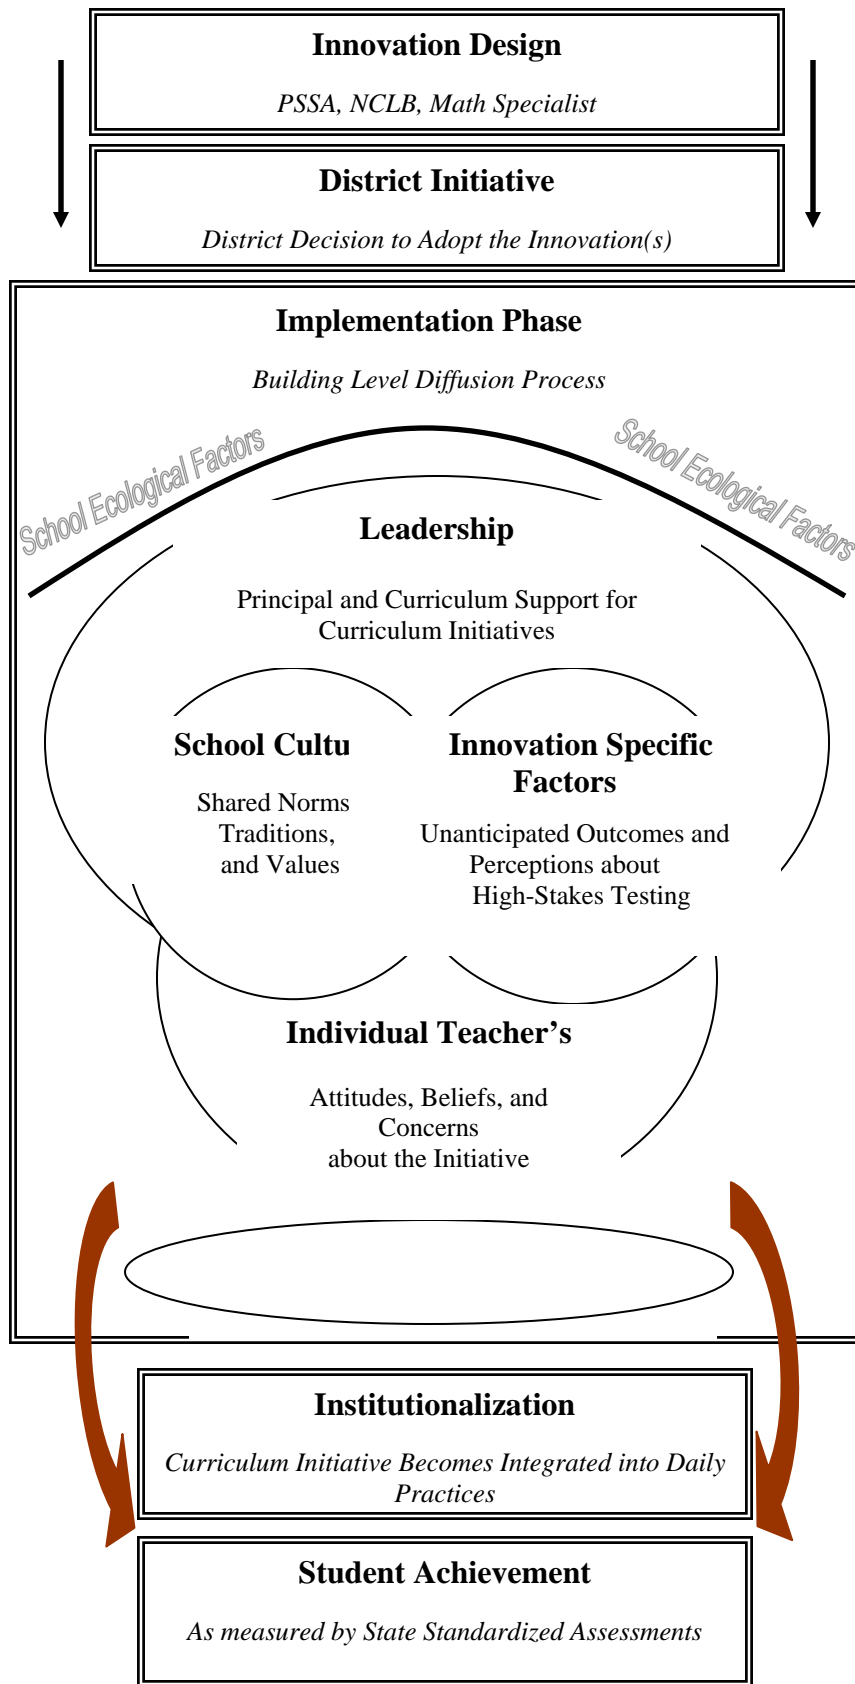 Innovation Design
PSSA, NCLB, Math Specialist
District Initiative
District Decision to Adopt the Innovation(s)
Implementation Phase
Building Level Diffusion Process
School Ecological Factors
School Ecological Factors
Leadership
Principal and Curriculum Support for
Curriculum Initiatives
School Cultu
Shared Norms
Traditions,
and Values
Innovation Specific
Factors
Unanticipated Outcomes and
Perceptions about
High-Stakes Testing
Individual Teacher’s
Attitudes, Beliefs, and
Concerns
about the Initiative
Institutionalization
Curriculum Initiative Becomes Integrated into Daily
Practices
Student Achievement
As measured by State Standardized Assessments